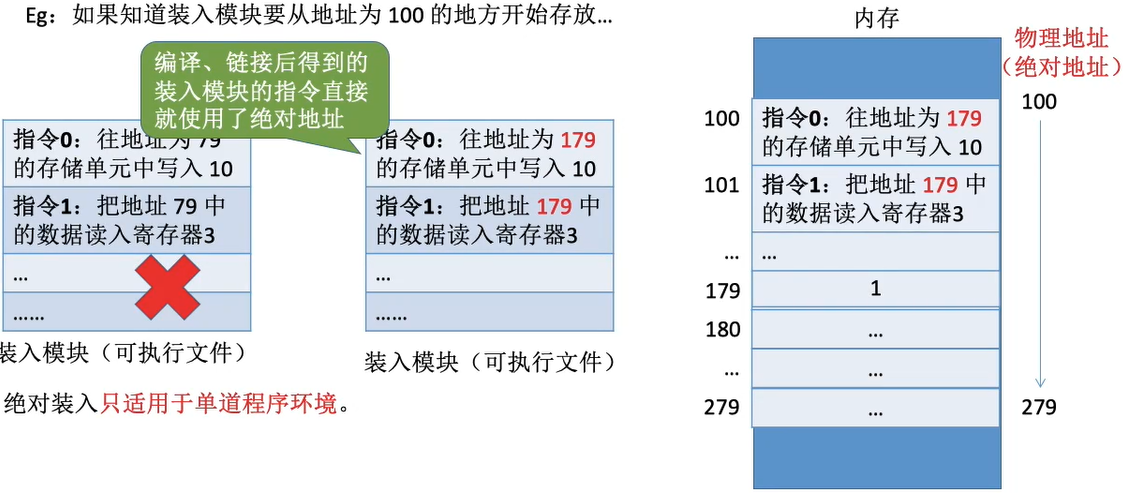 Eg：如果知道装入模块要从地址为 100 的地方开始存放...
编译、链接后得到的
装入模块的指令直接
就使用了绝对地址
指令0：往地址为 79
的存储单元中写入 10
指令1：把地址 79 中
的数据读入寄存器3
...
......
装入模块（可执行文件）
指令0：往地址为 179
的存储单元中写入 10
指令1：把地址 179 中
的数据读入寄存器3
...
......
装入模块（可执行文件）
绝对装入只适用于单道程序环境。
内存
物理地址
（绝对地址）
100
指令0：往地址为 179
的存储单元中写入 10
101
指令1：把地址 179 中
的数据读入寄存器3
...
...
179
1
180
...
...
...
279
...
100
279